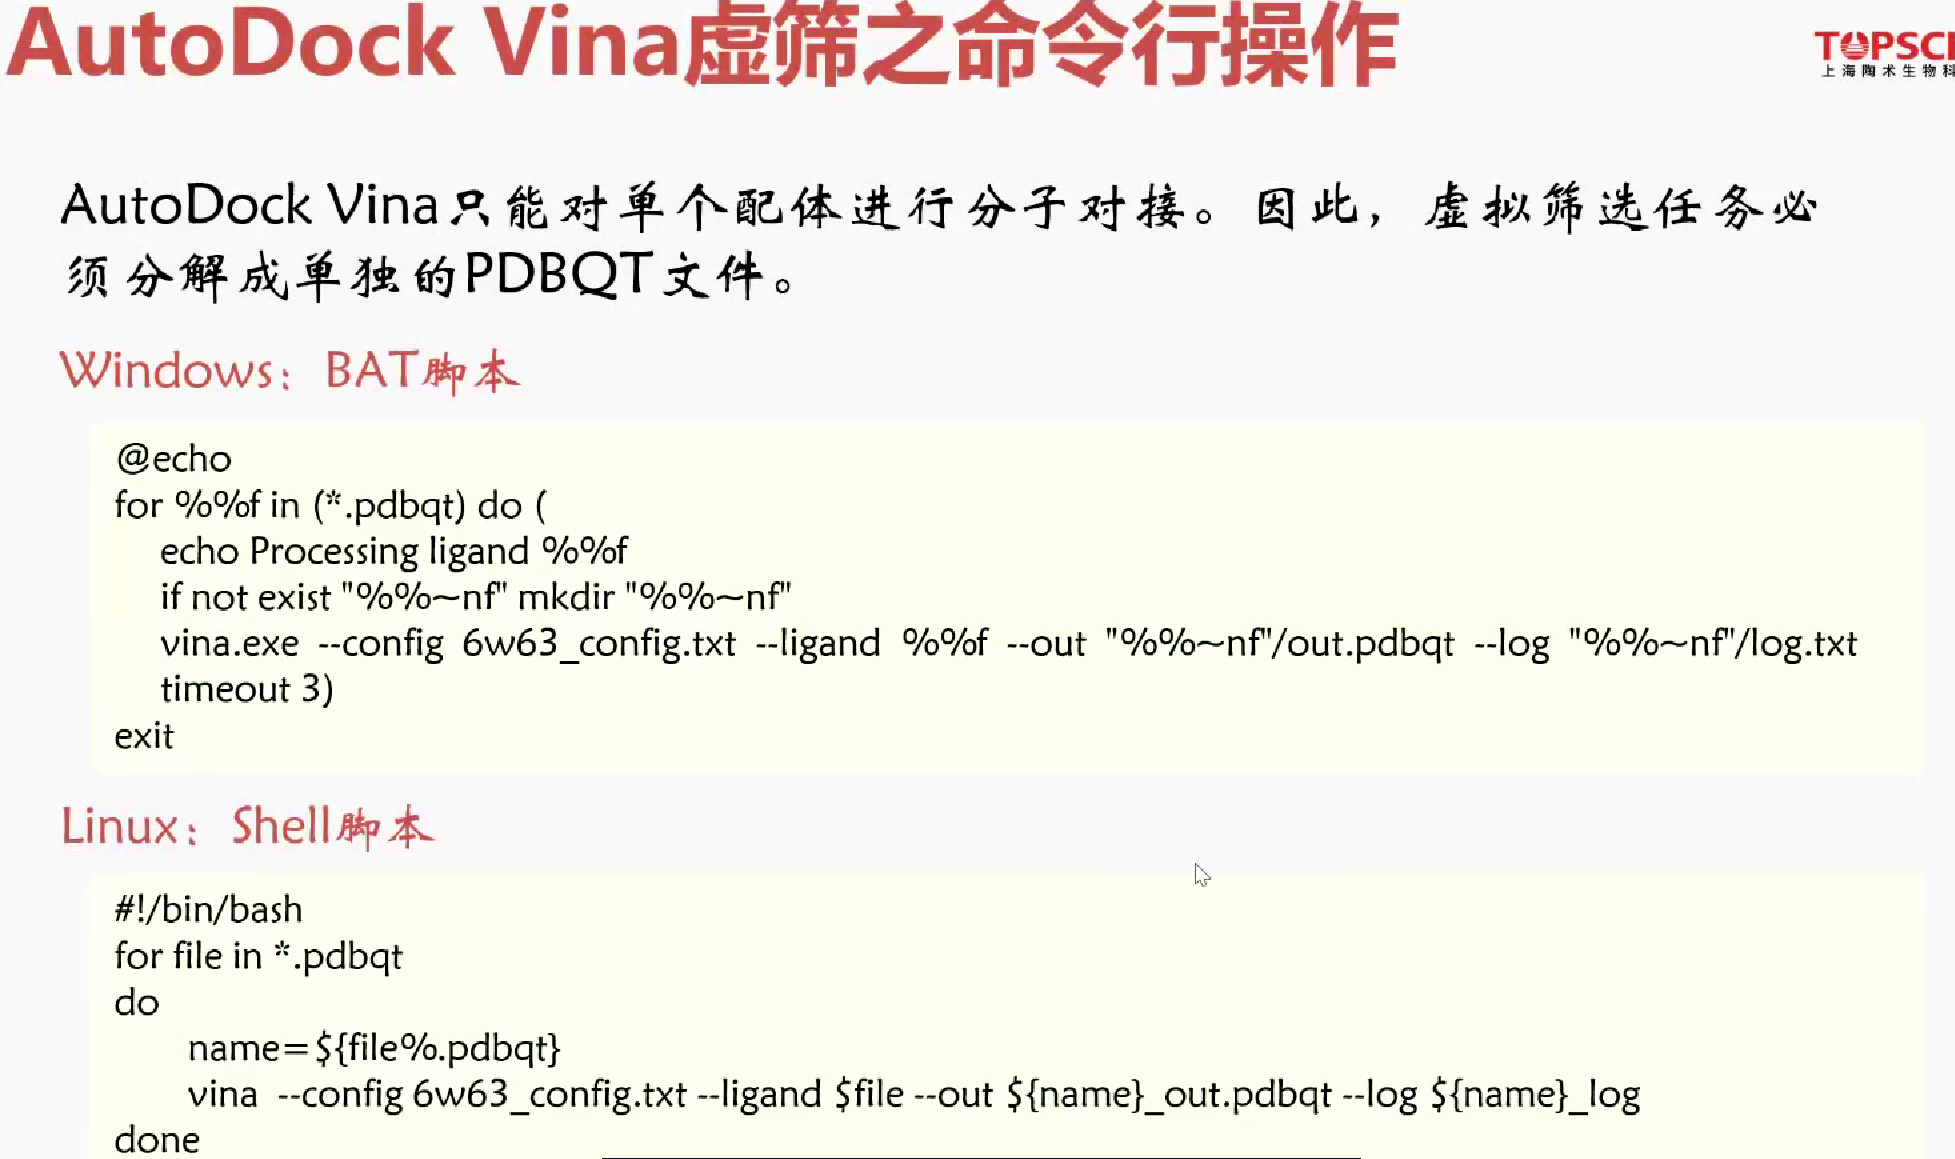 AutoDock Vina虚筛之命令行操作
TOPSCI
上海陶术生物科
AutoDock Vina只能对单个配体进行分子对接。因此，虚拟筛选任务必
须分解成单独的PDBQT文件。
Windows：BAT脚本
@echo
for %%f in (*.pdbqt) do (
echo Processing ligand %%f
if not exist "%%~nf" mkdir "%%~nf"
vina.exe --config 6w63_config.txt --ligand %%f --out "%%~nf"/out.pdbqt --log "%%~nf"/log.txt
timeout 3)
exit
Linux：Shell脚本
#!/bin/bash
for file in *.pdbqt
do
name=${file%.pdbqt}
vina --config 6w63_config.txt --ligand $file --out ${name}_out.pdbqt --log ${name}_log
done